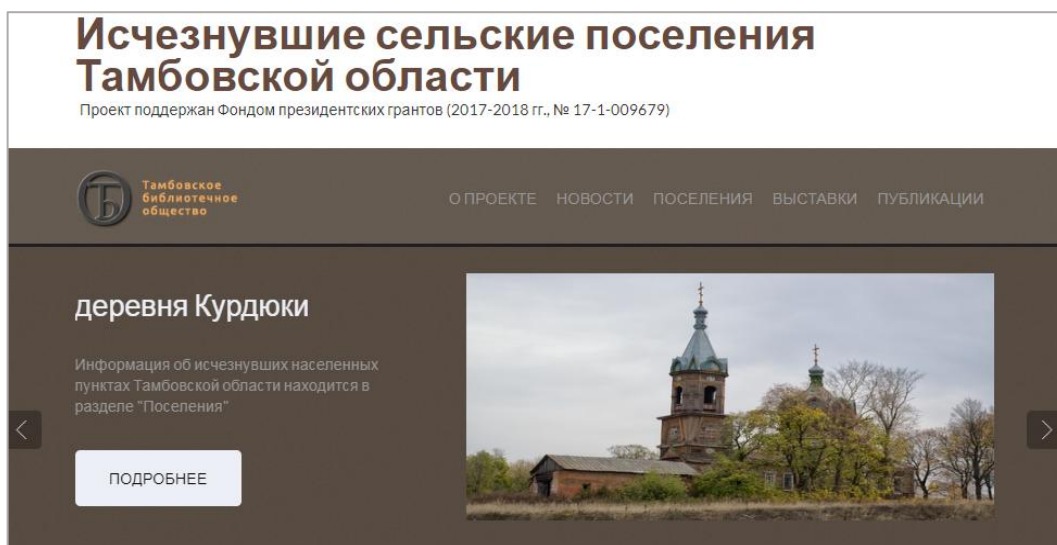 Исчезнувшие сельские поселения
Тамбовской области
Проект поддержан Фондом президентских грантов (2017-2018 гг., № 17-1-009679)
Тамбовское
библиотечное
общество
О ПРОЕКТЕ НОВОСТИ ПОСЕЛЕНИЯ ВЫСТАВКИ ПУБЛИКАЦИИ
деревня Курдюки
Информация об исчезнувших населенных
пунктах Тамбовской области находится в
разделе "Поселения"
ПОДРОБНЕЕ